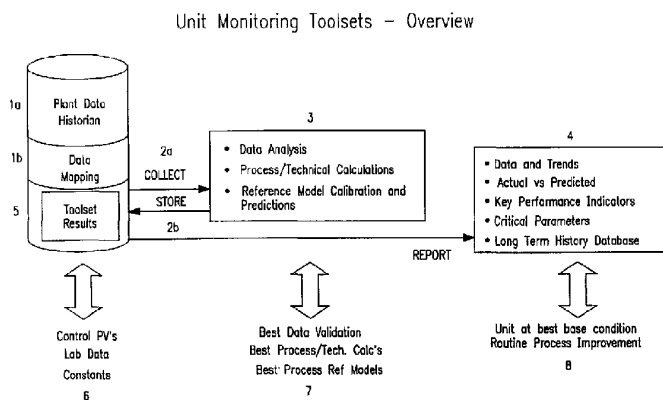 Unit Monitoring Toolsets - Overview
1a
Plant Data
Historian
1b
Data
Mapping
5
Toolset
Results
2a
COLLECT
STORE
2b
REPORT
3
• Data Analysis
• Process/Technical Calculations
• Reference Model Calibration and
Predictions
4
• Data and Trends
• Actual vs Predicted
• Key Performance Indicators
• Critical Parameters
• Long Term History Database
Control PV's
Lab Data
Constants
6
Best Data Validation
Best Process/Tech. Calc's
Best Process Ref Models
7
Unit at best base condition
Routine Process Improvement
8